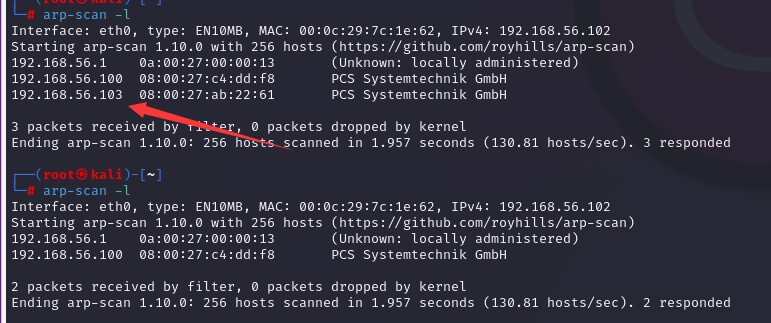 └─# arp-scan -l
Interface: eth0, type: EN10MB, MAC: 00:0c:29:7c:1e:62, IPv4: 192.168.56.102
Starting arp-scan 1.10.0 with 256 hosts (https://github.com/royhills/arp-scan)
192.168.56.1    0a:00:27:00:00:13       (Unknown: locally administered)
192.168.56.100  08:00:27:c4:dd:f8       PCS Systemtechnik GmbH
192.168.56.103  08:00:27:ab:22:61       PCS Systemtechnik GmbH
3 packets received by filter, 0 packets dropped by kernel
Ending arp-scan 1.10.0: 256 hosts scanned in 1.957 seconds (130.81 hosts/sec). 3 responded
┌──(root㉿kali)-[~]
└─# arp-scan -l
Interface: eth0, type: EN10MB, MAC: 00:0c:29:7c:1e:62, IPv4: 192.168.56.102
Starting arp-scan 1.10.0 with 256 hosts (https://github.com/royhills/arp-scan)
192.168.56.1    0a:00:27:00:00:13       (Unknown: locally administered)
192.168.56.100  08:00:27:c4:dd:f8       PCS Systemtechnik GmbH
2 packets received by filter, 0 packets dropped by kernel
Ending arp-scan 1.10.0: 256 hosts scanned in 1.957 seconds (130.81 hosts/sec). 2 responded